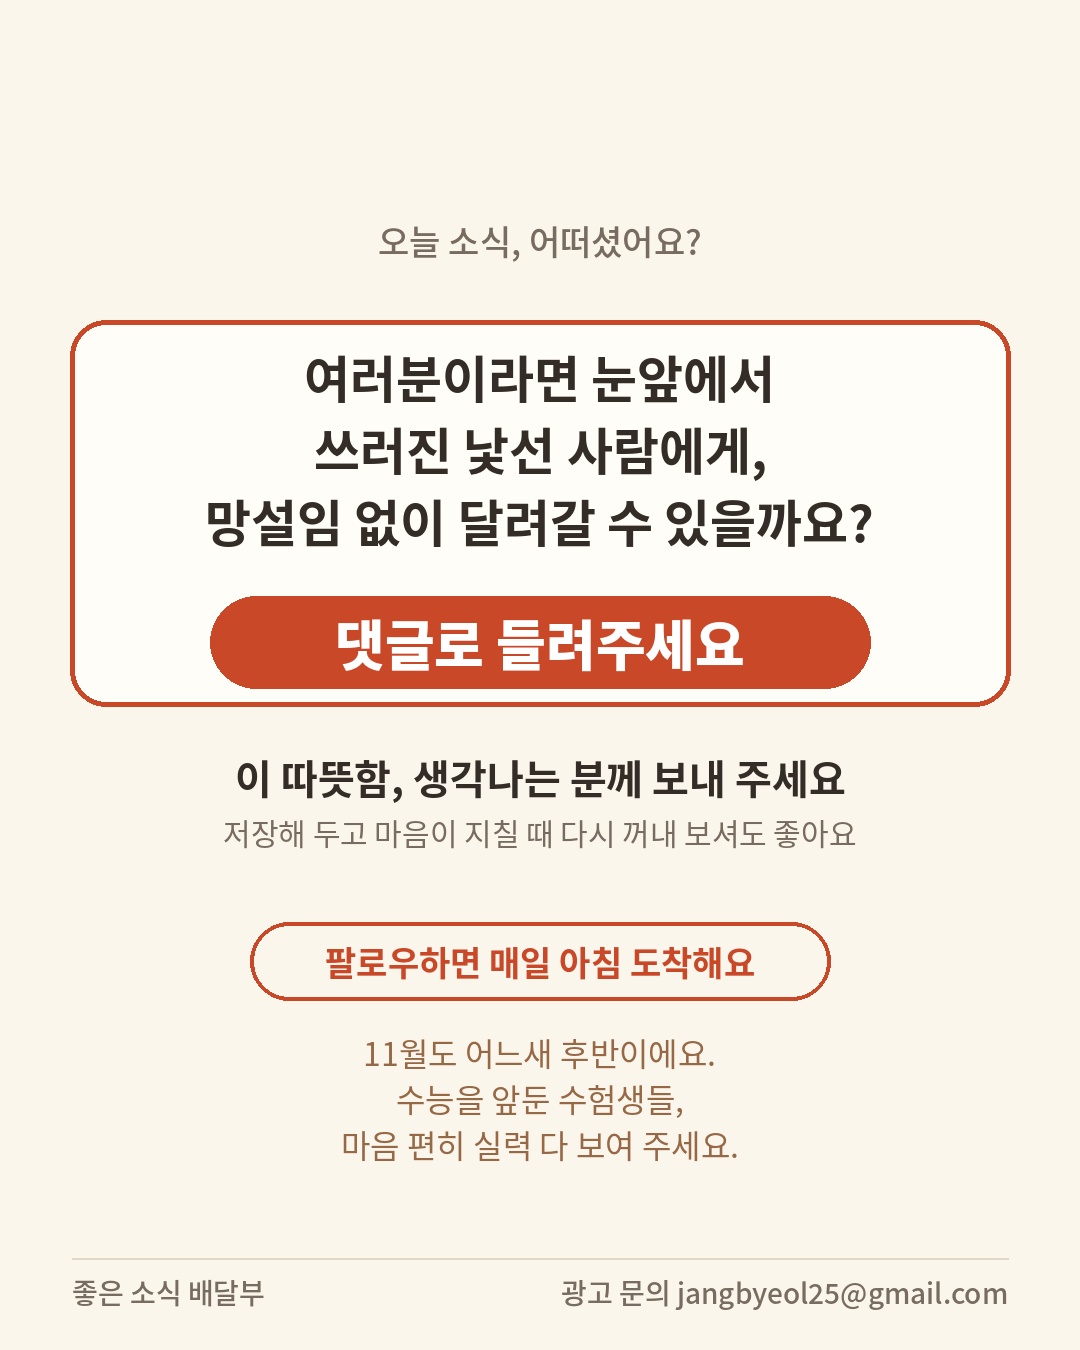 오늘 소식, 어떠셨어요?
여러분이라면 눈앞에서
쓰러진 낯선 사람에게,
망설임 없이 달려갈 수 있을까요?
댓글로 들려주세요
이 따뜻함, 생각나는 분께 보내 주세요
저장해 두고 마음이 지칠 때 다시 꺼내 보셔도 좋아요
팔로우하면 매일 아침 도착해요
11월도 어느새 후반이에요.
수능을 앞둔 수험생들,
마음 편히 실력 다 보여 주세요.
좋은 소식 배달부
광고 문의 jangbyeol25@gmail.com